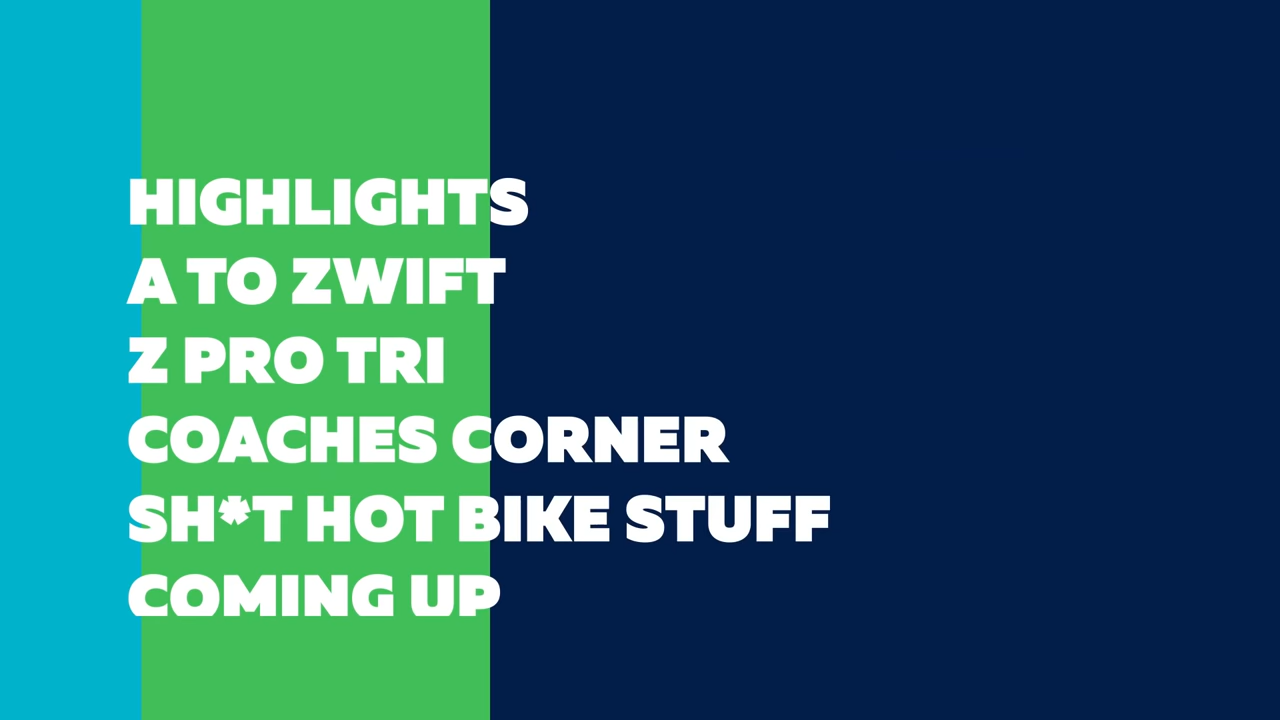 HIGHLIGHTS
A TO ZWIFT
Z PRO TRI
COACHES CORNER
SH*T HOT BIKE STUFF
COMING UP